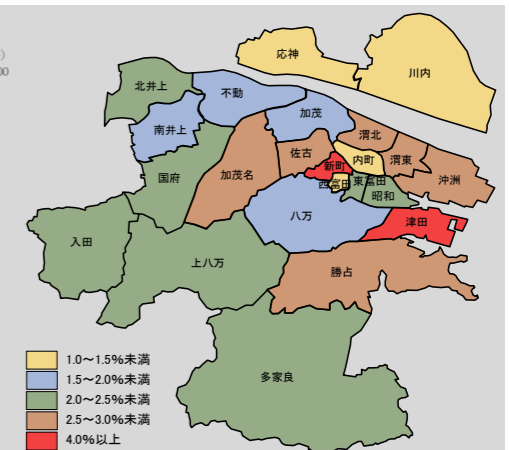 応神
川内
北井上
不動
加茂
南井上
渭北
佐古
内町
渭東
新町
沖洲
国府
加茂名
西富田
東富田
昭和
八万
津田
入田
上八万
勝占
多家良
1.0～1.5%未満
1.5～2.0%未満
2.0～2.5%未満
2.5～3.0%未満
4.0%以上